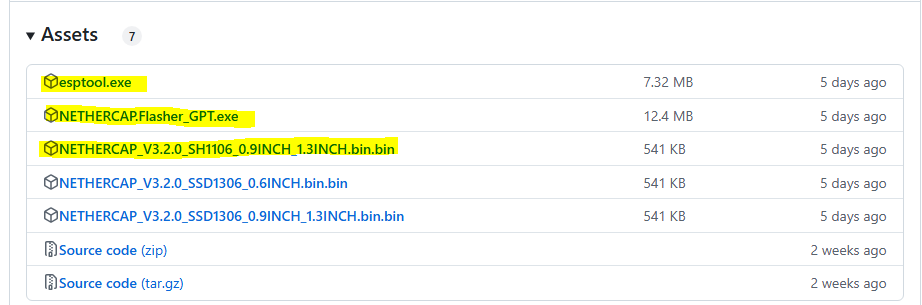 Assets 7
esptool.exe 7.32 MB 5 days ago
NETHERCAP.Flasher_GPT.exe 12.4 MB 5 days ago
NETHERCAP_V3.2.0_SH1106_0.9INCH_1.3INCH.bin.bin 541 KB 5 days ago
NETHERCAP_V3.2.0_SSD1306_0.6INCH.bin.bin 541 KB 5 days ago
NETHERCAP_V3.2.0_SSD1306_0.9INCH_1.3INCH.bin.bin 541 KB 5 days ago
Source code (zip) 2 weeks ago
Source code (tar.gz) 2 weeks ago